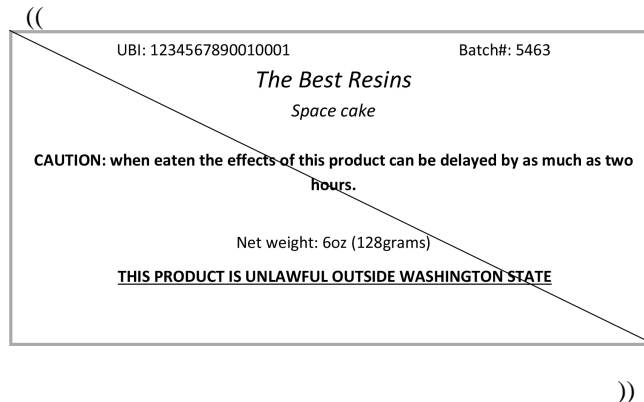 ((
UBI: 1234567890010001 Batch#: 5463
The Best Resins
Space cake
CAUTION: when eaten the effects of this product can be delayed by as much as two
hours.
Net weight: 6oz (128grams)
THIS PRODUCT IS UNLAWFUL OUTSIDE WASHINGTON STATE
))